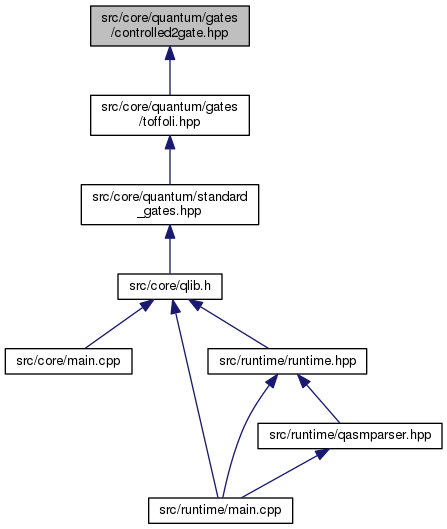 src/core/quantum/gates
/controlled2gate.hpp
src/core/quantum/gates
/toffoli.hpp
src/core/quantum/standard
_gates.hpp
src/core/qlib.h
src/core/main.cpp
src/runtime/runtime.hpp
src/runtime/qasmparser.hpp
src/runtime/main.cpp